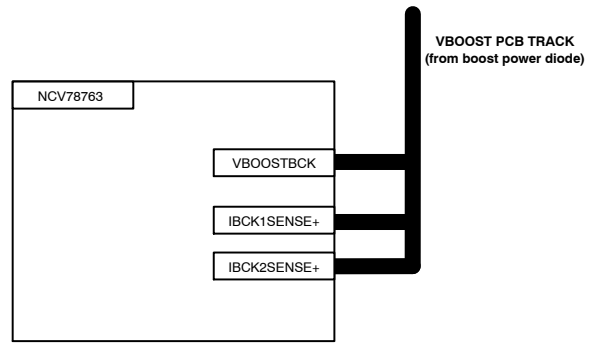 VBOOST PCB TRACK
(from boost power diode)
NCV78763
VBOOSTBCK
IBCK1SENSE+
IBCK2SENSE+